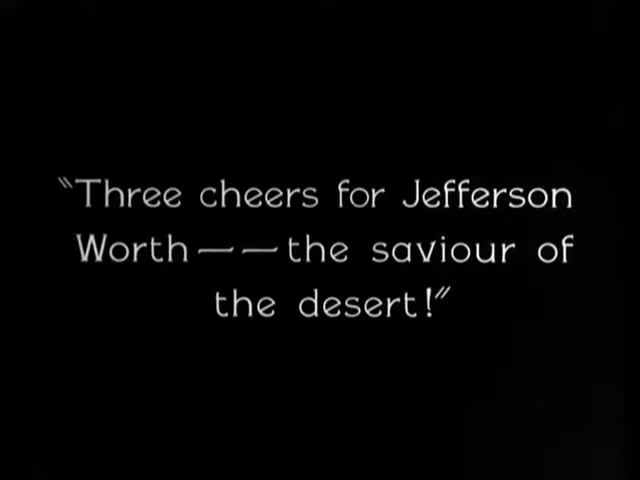 "Three cheers for Jefferson
Worth——the saviour of
the desert!"